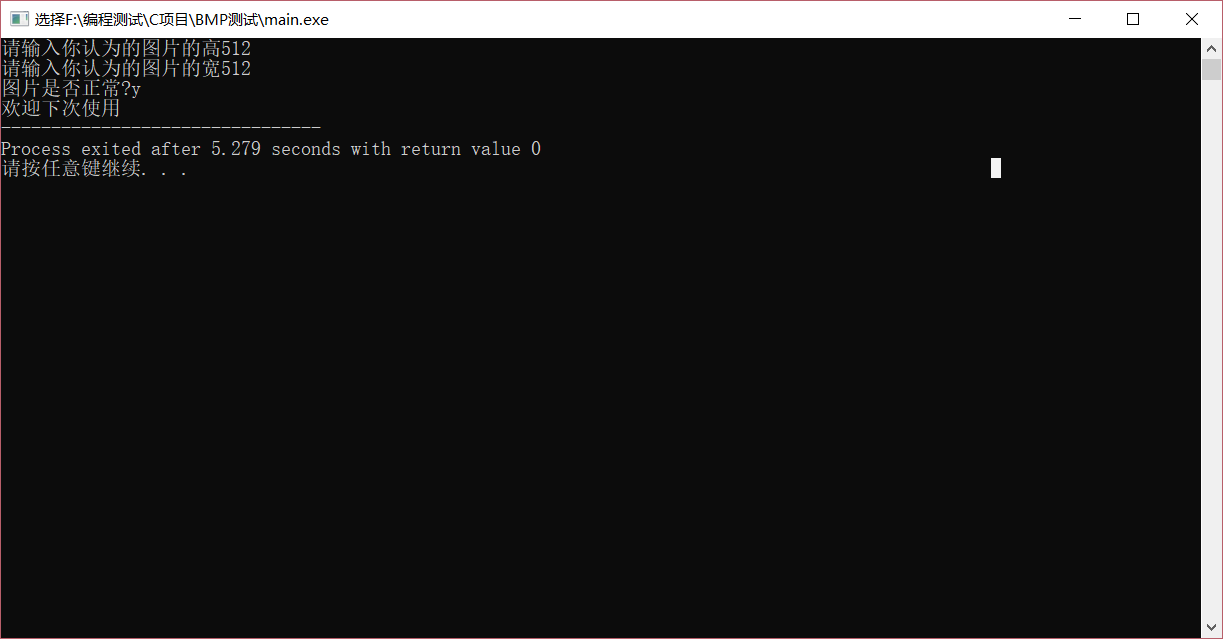 选择F:\编程测试\C项目\BMP测试\main.exe
请输入你认为的图片的高512
请输入你认为的图片的宽512
图片是否正常?y
欢迎下次使用
--------------------------------
Process exited after 5.279 seconds with return value 0
请按任意键继续. . .